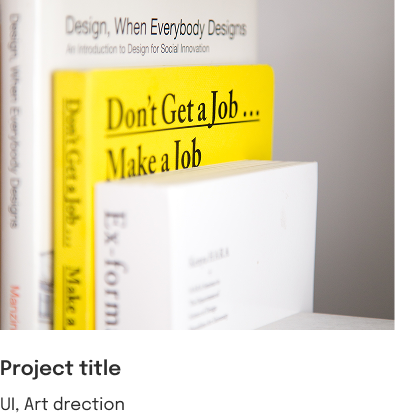 Design, When Everybody Designs
An Introduction to Design for Social Innovation
Design, When Everybody Designs
Manzin
Don't Get a Job ...
Make a Job
Don't Get a Job...
Make a
Ex-form
Project title
UI, Art drection